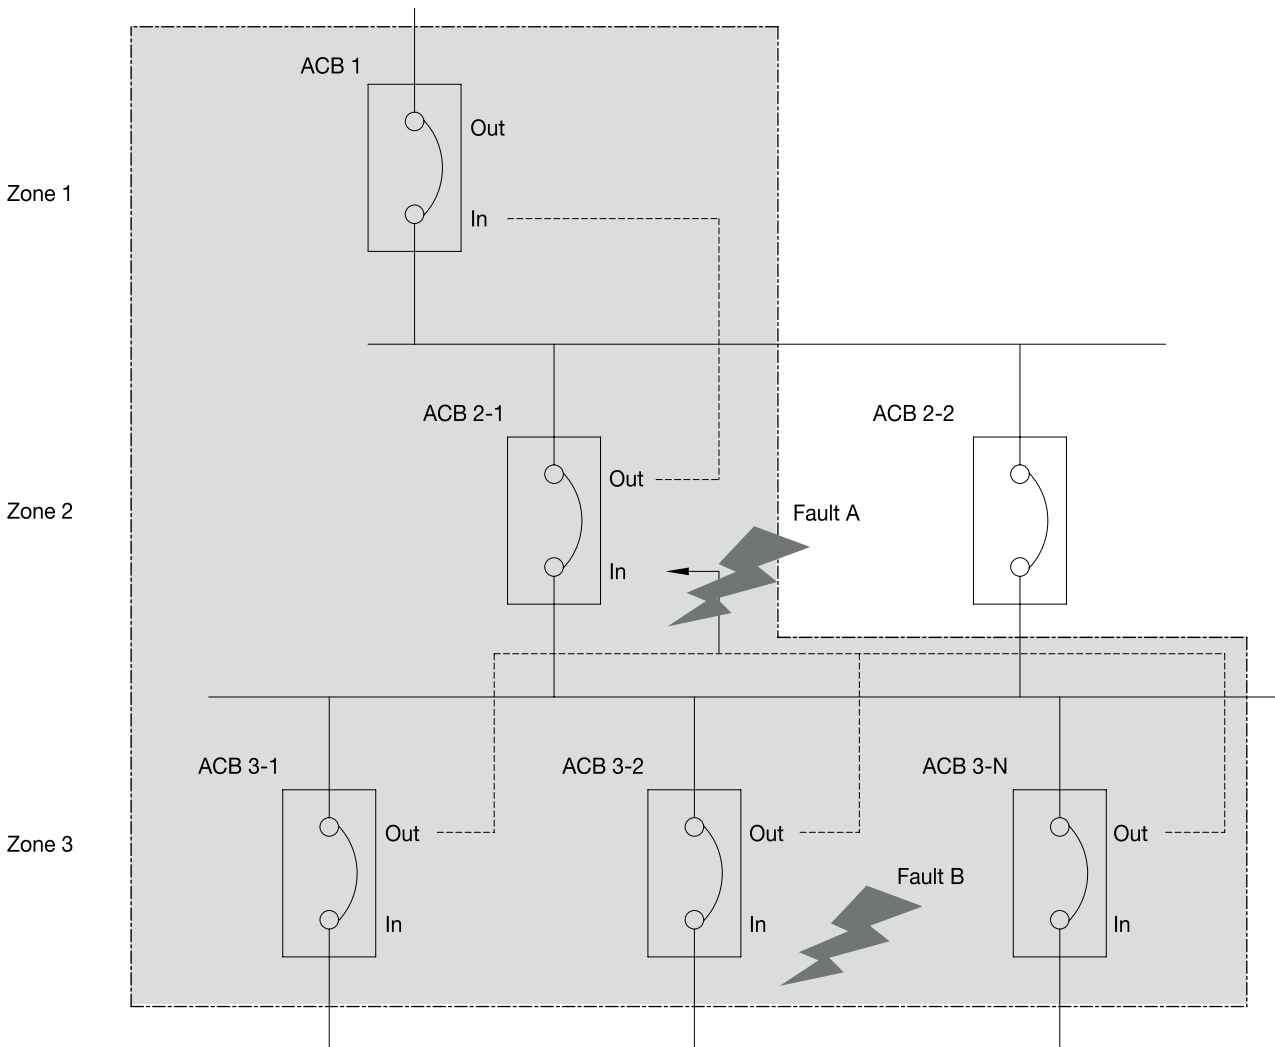 ACB 1
Out
Zone 1
In
ACB 2-1
ACB 2-2
Out
Zone 2
Fault A
In
ACB 3-1
ACB 3-2
ACB 3-N
Out
Out
Out
Zone 3
Fault B
In
In
In